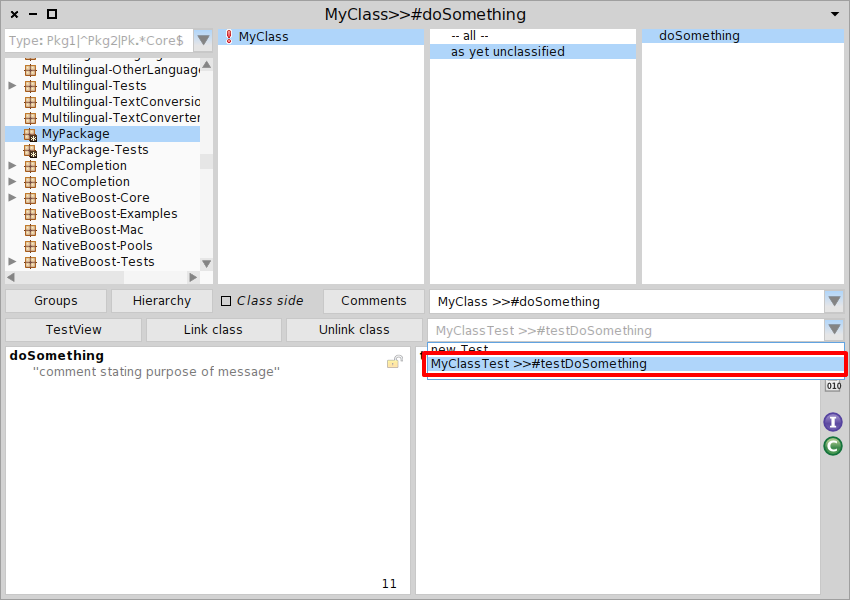 MyClass>>#doSomething
Type: Pkg1|^Pkg2|Pk.*Core$
Multilingual-OtherLanguage
Multilingual-Tests
Multilingual-TextConversio
Multilingual-TextConverter
MyPackage
MyPackage-Tests
NECompletion
NOCompletion
NativeBoost-Core
NativeBoost-Examples
NativeBoost-Mac
NativeBoost-Pools
NativeBoost-Tests
MyClass
-- all --
as yet unclassified
doSomething
Groups
Hierarchy
Class side
Comments
MyClass >>#doSomething
TestView
Link class
Unlink class
MyClassTest >>#testDoSomething
new Test
MyClassTest >>#testDoSomething
doSomething
"comment stating purpose of message"
11
010
I
C